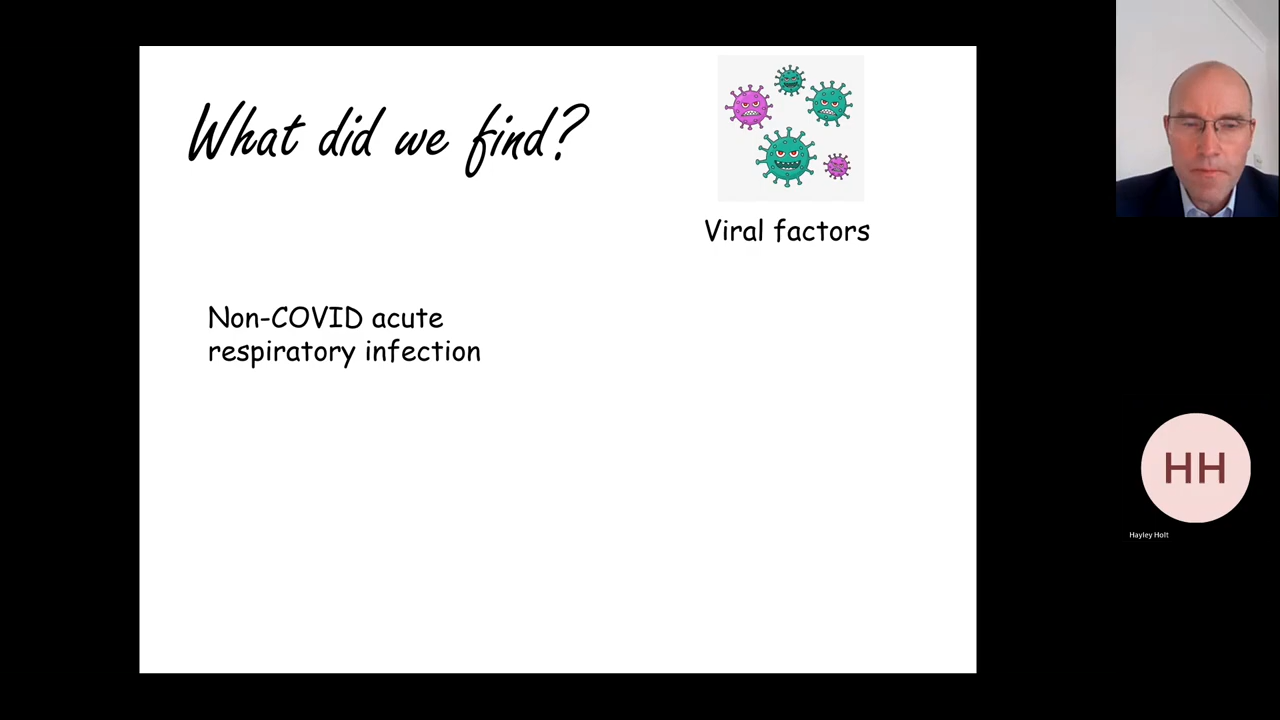 What did we find?
Viral factors
Non-COVID acute
respiratory infection
HH
Hayley Holt